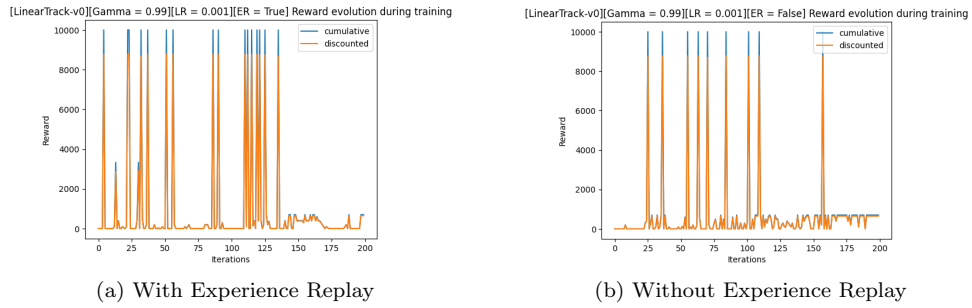 [LinearTrack-v0][Gamma = 0.99][LR = 0.001][ER = True] Reward evolution during training
10000
8000
6000
4000
2000
0
Reward
0 25 50 75 100 125 150 175 200
Iterations
cumulative
discounted
(a) With Experience Replay
[LinearTrack-v0][Gamma = 0.99][LR = 0.001][ER = False] Reward evolution during training
10000
8000
6000
4000
2000
0
Reward
0 25 50 75 100 125 150 175 200
Iterations
cumulative
discounted
(b) Without Experience Replay